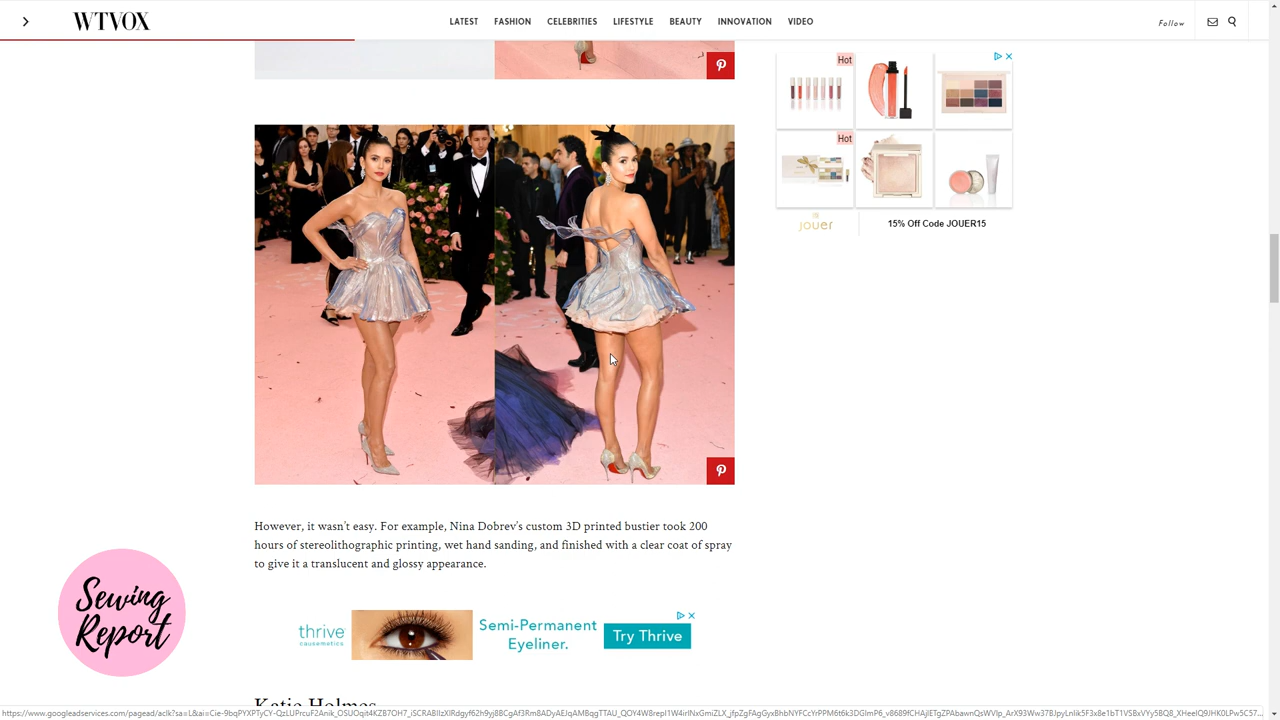 WTVOX
LATEST FASHION CELEBRITIES LIFESTYLE BEAUTY INNOVATION VIDEO
Follow
Hot
Hot
jouer
15% Off Code JOUER15
However, it wasn't easy. For example, Nina Dobrev's custom 3D printed bustier took 200
hours of stereolithographic printing, wet hand sanding, and finished with a clear coat of spray
to give it a translucent and glossy appearance.
Sewing
Report
thrive
causemetics
Semi-Permanent
Eyeliner.
Try Thrive
Katie Holmes